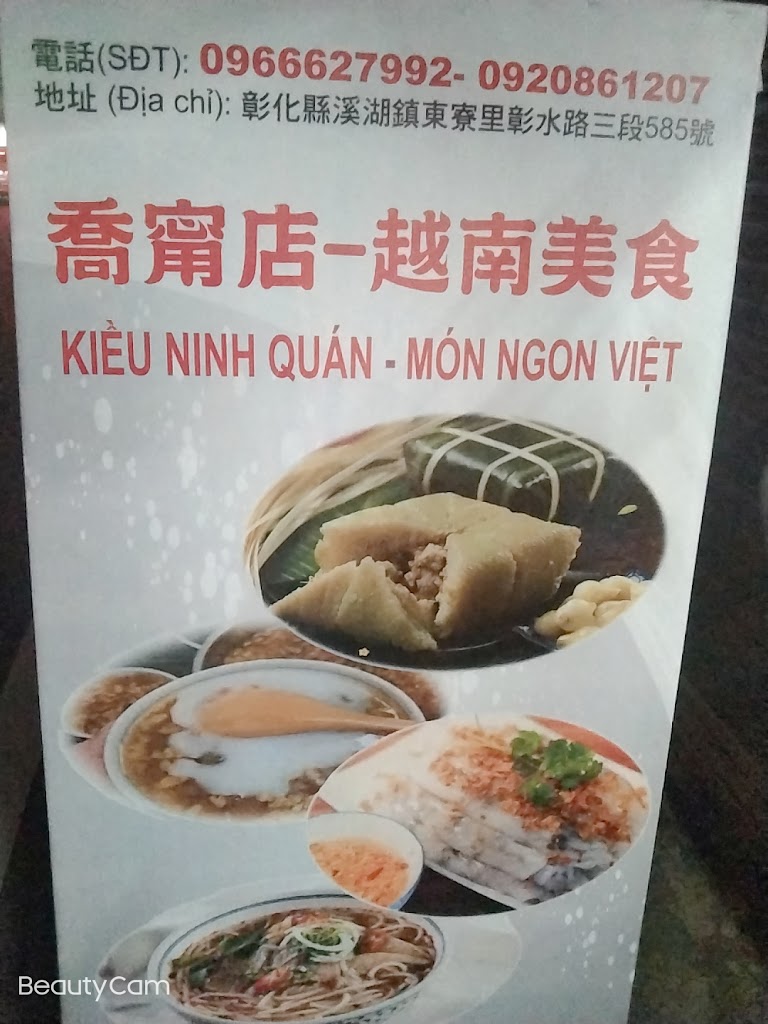 電話(SĐT): 0966627992- 0920861207
地址 (Địa chỉ): 彰化縣溪湖鎮東寮里彰水路三段585號
喬甯店-越南美食
KIỀU NINH QUÁN - MÓN NGON VIỆT
BeautyCam